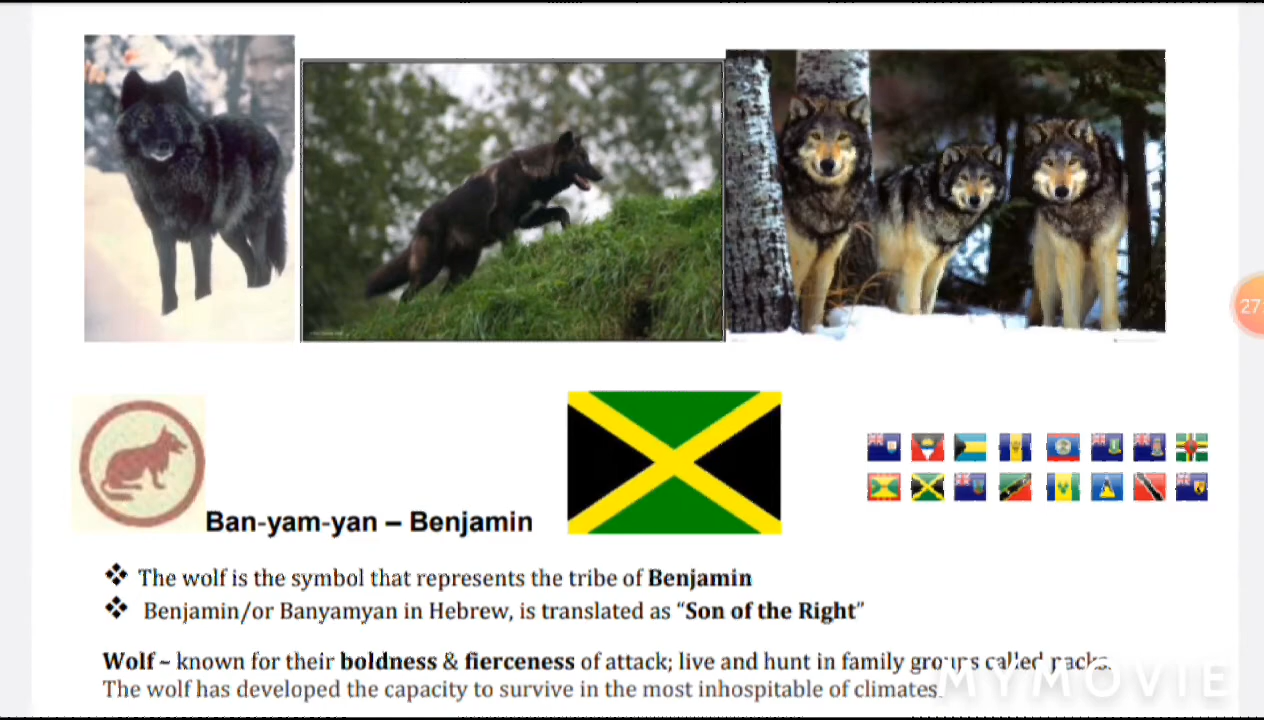 27
Ban-yam-yan – Benjamin
❖ The wolf is the symbol that represents the tribe of Benjamin
❖ Benjamin/or Banyamyan in Hebrew, is translated as “Son of the Right”
Wolf – known for their boldness & fierceness of attack; live and hunt in family groups called packs.
The wolf has developed the capacity to survive in the most inhospitable of climates.
MYMOVIE